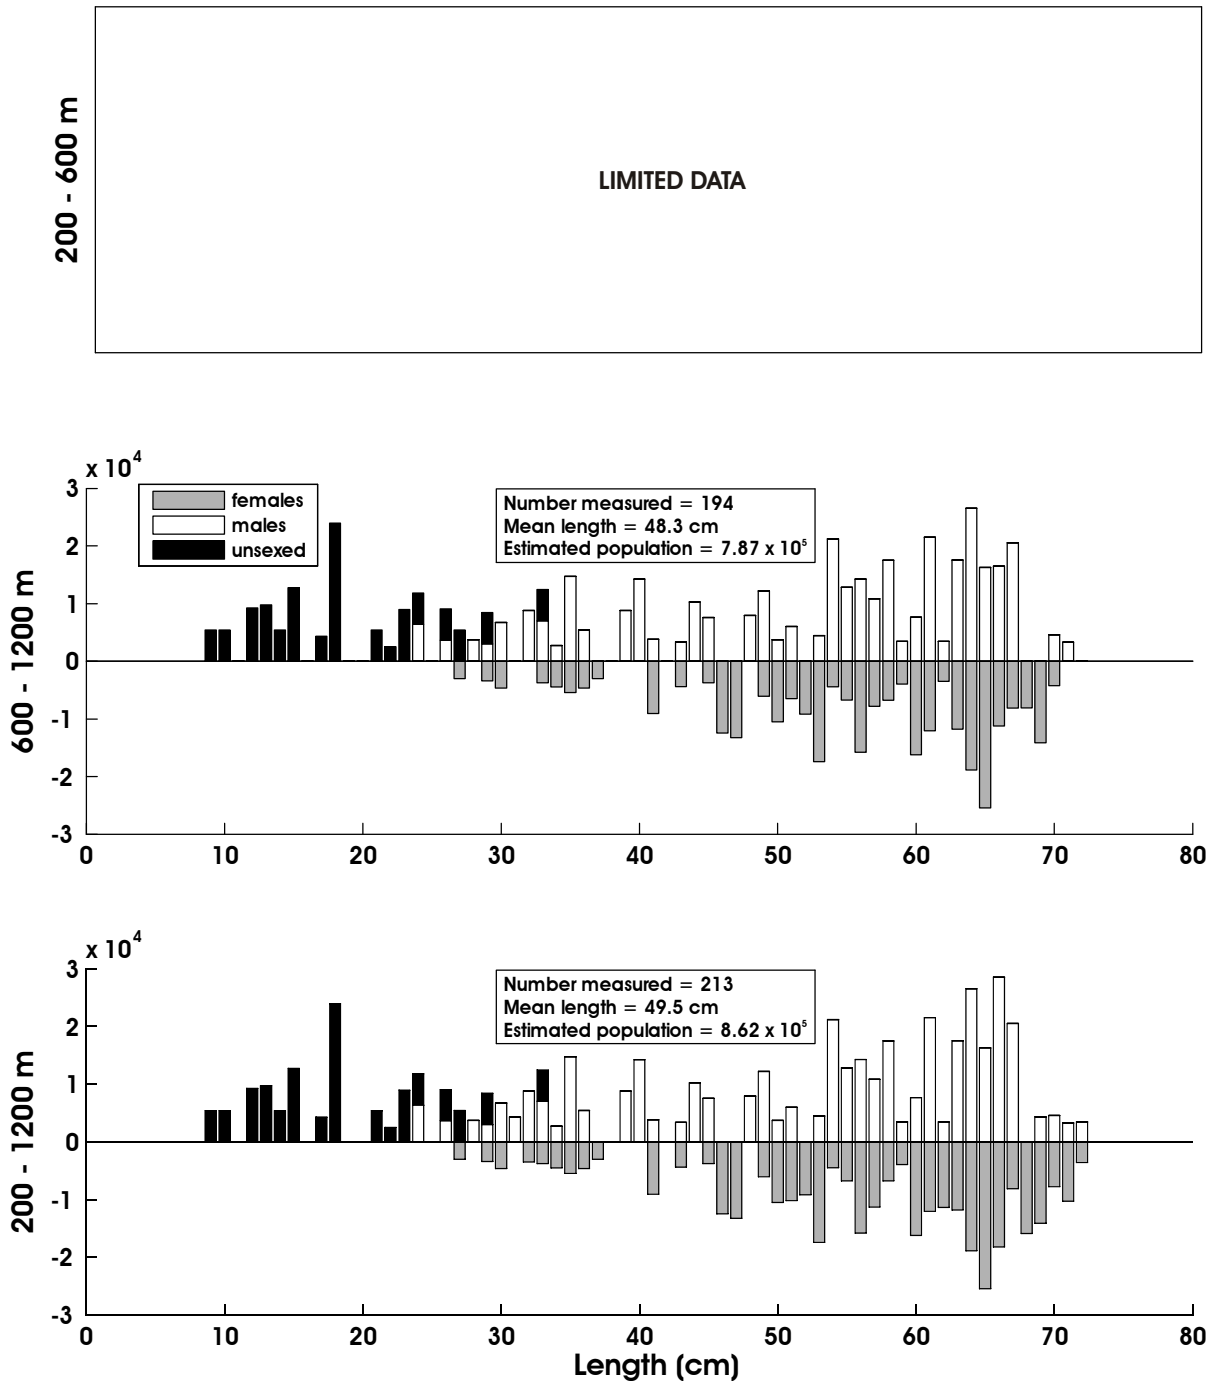 200 - 600 m
LIMITED DATA
x 10^4
3
2
1
0
-1
-2
-3
600 - 1200 m
females
males
unsexed
Number measured = 194
Mean length = 48.3 cm
Estimated population = 7.87 x 10^5
0 10 20 30 40 50 60 70 80
x 10^4
3
2
1
0
-1
-2
-3
200 - 1200 m
Number measured = 213
Mean length = 49.5 cm
Estimated population = 8.62 x 10^5
0 10 20 30 40 50 60 70 80
Length (cm)